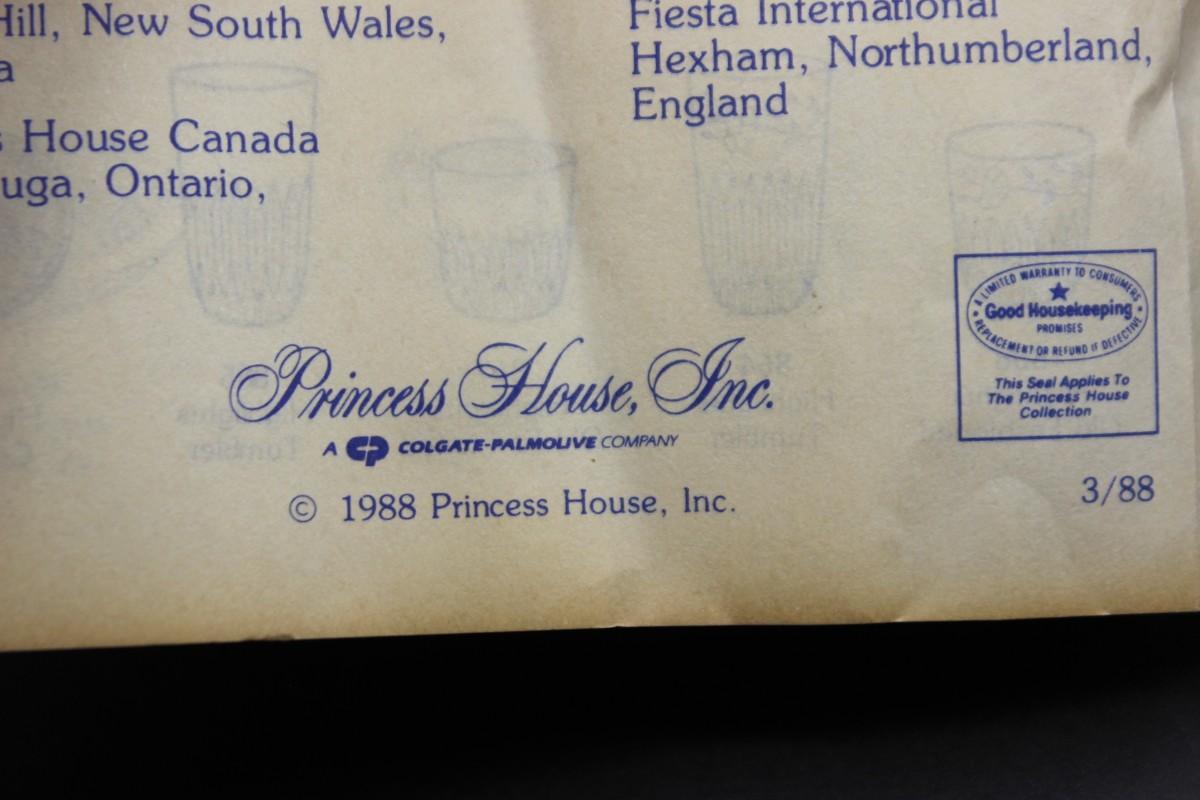 Hill, New South Wales,
a
s House Canada
uga, Ontario,
Fiesta International
Hexham, Northumberland,
England
Princess House, Inc.
A CP COLGATE-PALMOLIVE COMPANY
© 1988 Princess House, Inc.
A LIMITED WARRANTY TO CONSUMERS
Good Housekeeping
PROMISES
REPLACEMENT OR REFUND IF DEFECTIVE
This Seal Applies To
The Princess House
Collection
3/88